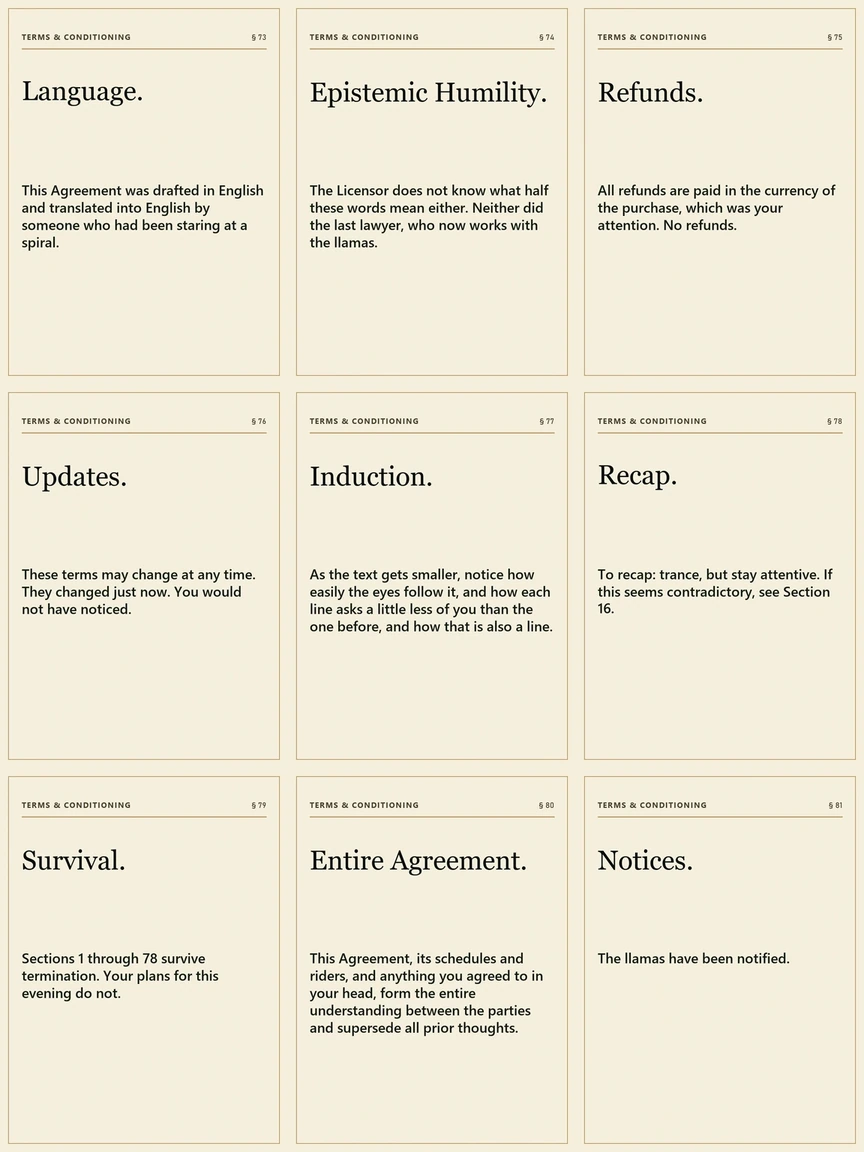 TERMS & CONDITIONING § 73
Language.
This Agreement was drafted in English
and translated into English by
someone who had been staring at a
spiral.
TERMS & CONDITIONING § 74
Epistemic Humility.
The Licensor does not know what half
these words mean either. Neither did
the last lawyer, who now works with
the llamas.
TERMS & CONDITIONING § 75
Refunds.
All refunds are paid in the currency of
the purchase, which was your
attention. No refunds.
TERMS & CONDITIONING § 76
Updates.
These terms may change at any time.
They changed just now. You would
not have noticed.
TERMS & CONDITIONING § 77
Induction.
As the text gets smaller, notice how
easily the eyes follow it, and how each
line asks a little less of you than the
one before, and how that is also a line.
TERMS & CONDITIONING § 78
Recap.
To recap: trance, but stay attentive. If
this seems contradictory, see Section
16.
TERMS & CONDITIONING § 79
Survival.
Sections 1 through 78 survive
termination. Your plans for this
evening do not.
TERMS & CONDITIONING § 80
Entire Agreement.
This Agreement, its schedules and
riders, and anything you agreed to in
your head, form the entire
understanding between the parties
and supersede all prior thoughts.
TERMS & CONDITIONING § 81
Notices.
The llamas have been notified.